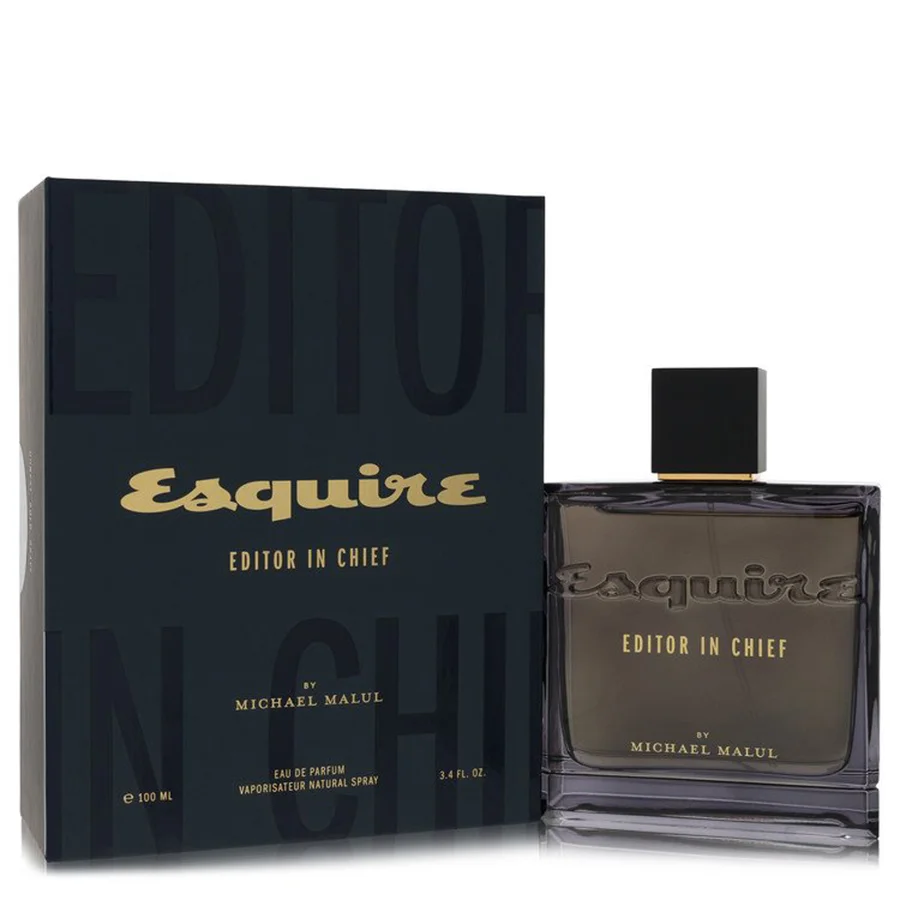 EDITOR
Esquire
EDITOR IN CHIEF
IN CHI
BY
MICHAEL MALUL
EAU DE PARFUM
VAPORISATEUR NATURAL SPRAY
e 100 ML
3.4 FL. OZ.
Esquire
EDITOR IN CHIEF
BY
MICHAEL MALUL